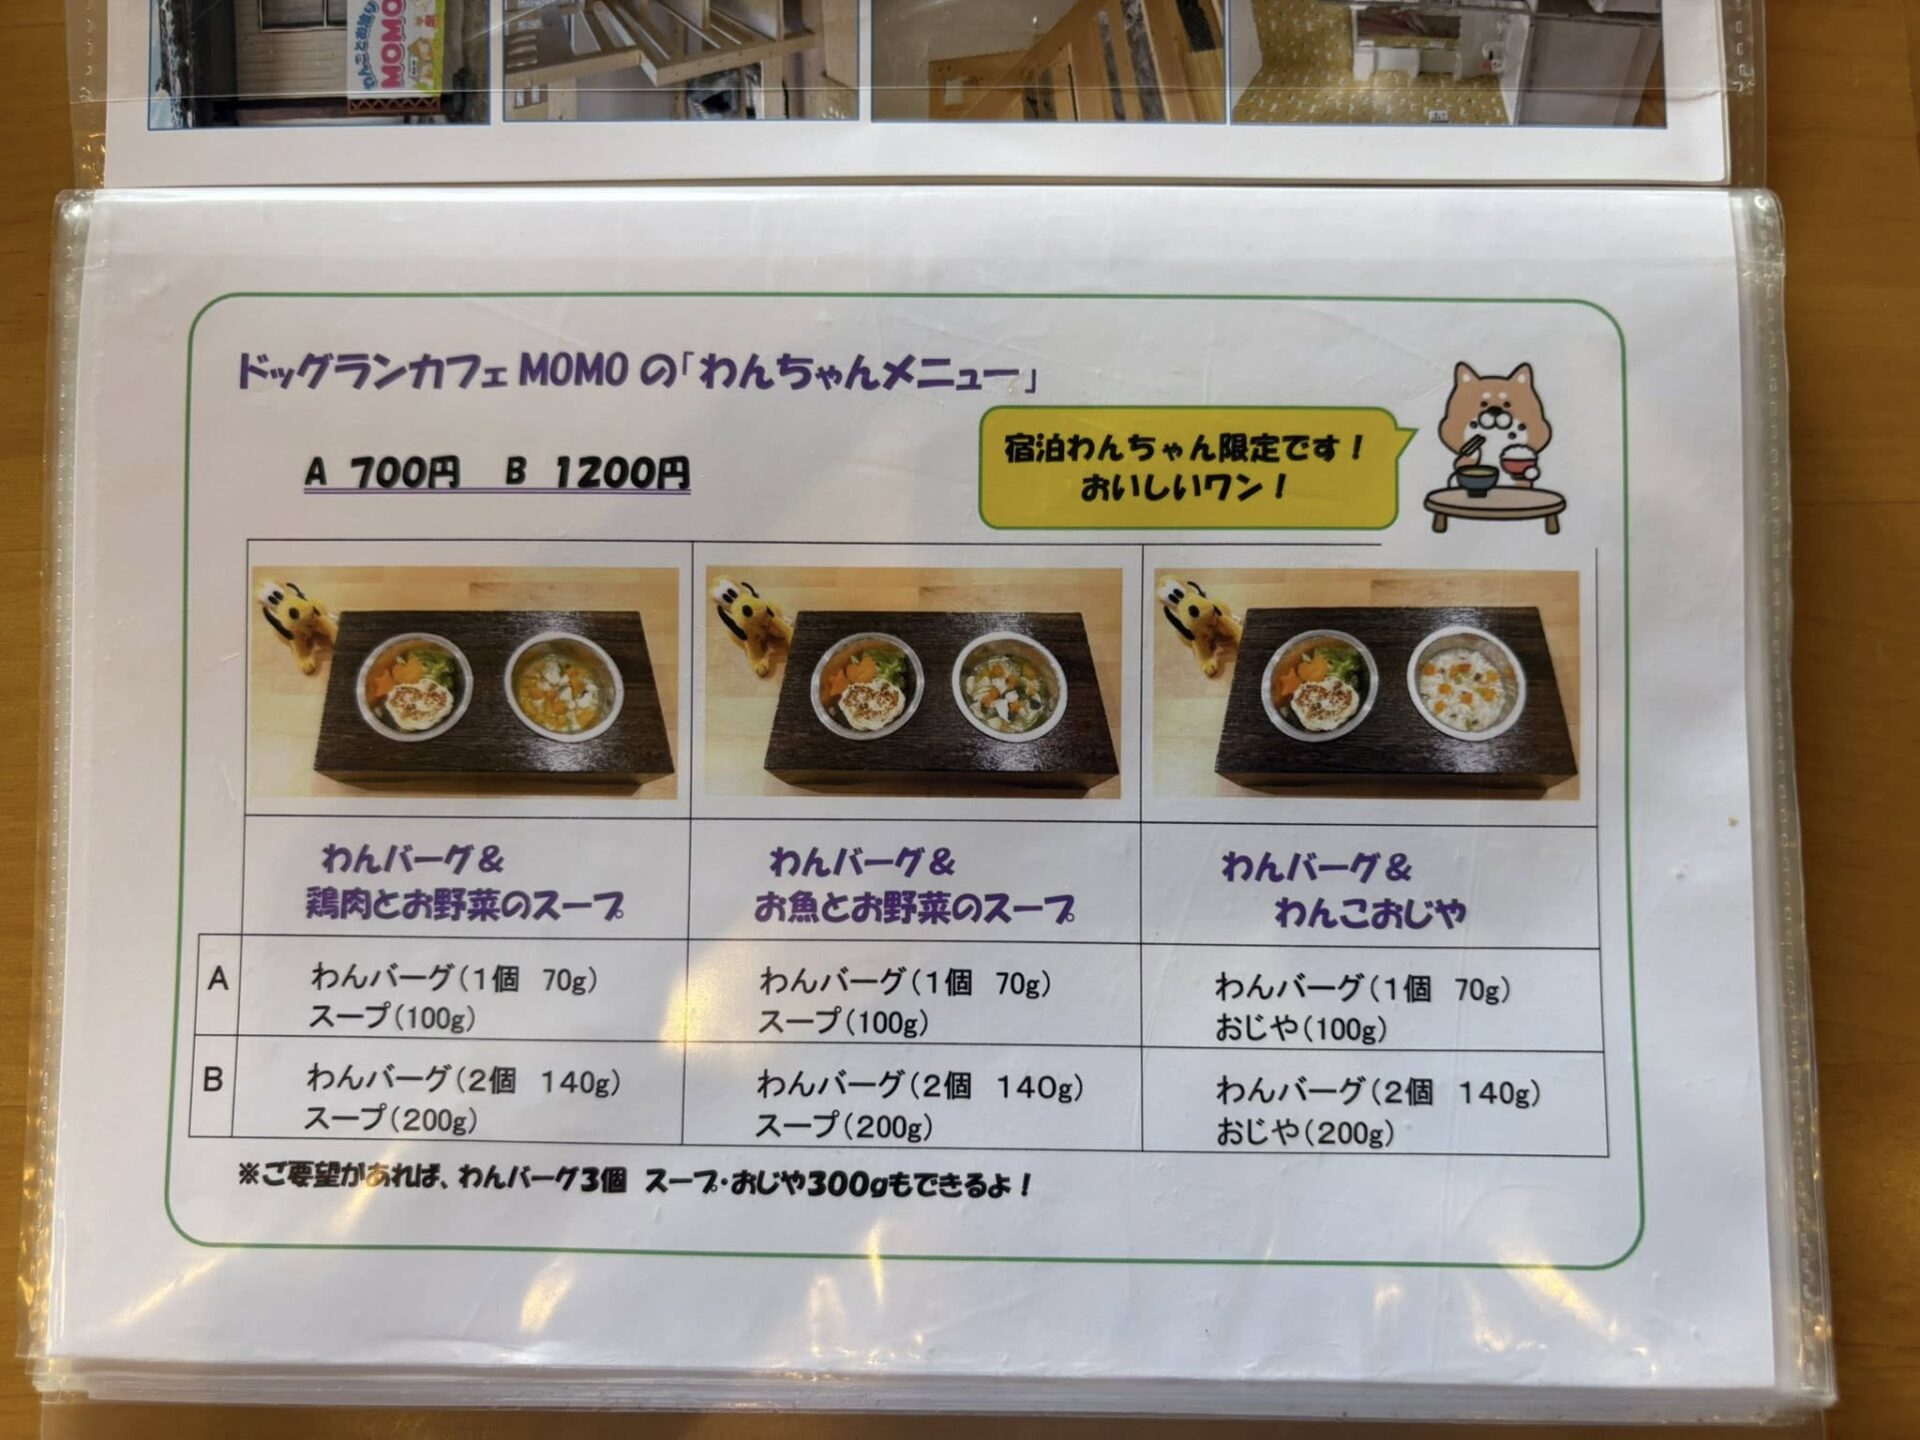 わんことお泊り
MOMO
ドッグランカフェ MOMO の「わんちゃんメニュー」
A 700円 B 1200円
宿泊わんちゃん限定です！
おいしいワン！
わんバーグ＆
鶏肉とお野菜のスープ
わんバーグ＆
お魚とお野菜のスープ
わんバーグ＆
わんこおじや
A
わんバーグ(1個 70g)
スープ(100g)
わんバーグ(1個 70g)
スープ(100g)
わんバーグ(1個 70g)
おじや(100g)
B
わんバーグ(2個 140g)
スープ(200g)
わんバーグ(2個 140g)
スープ(200g)
わんバーグ(2個 140g)
おじや(200g)
※ご要望があれば、わんバーグ3個 スープ・おじや300gもできるよ！